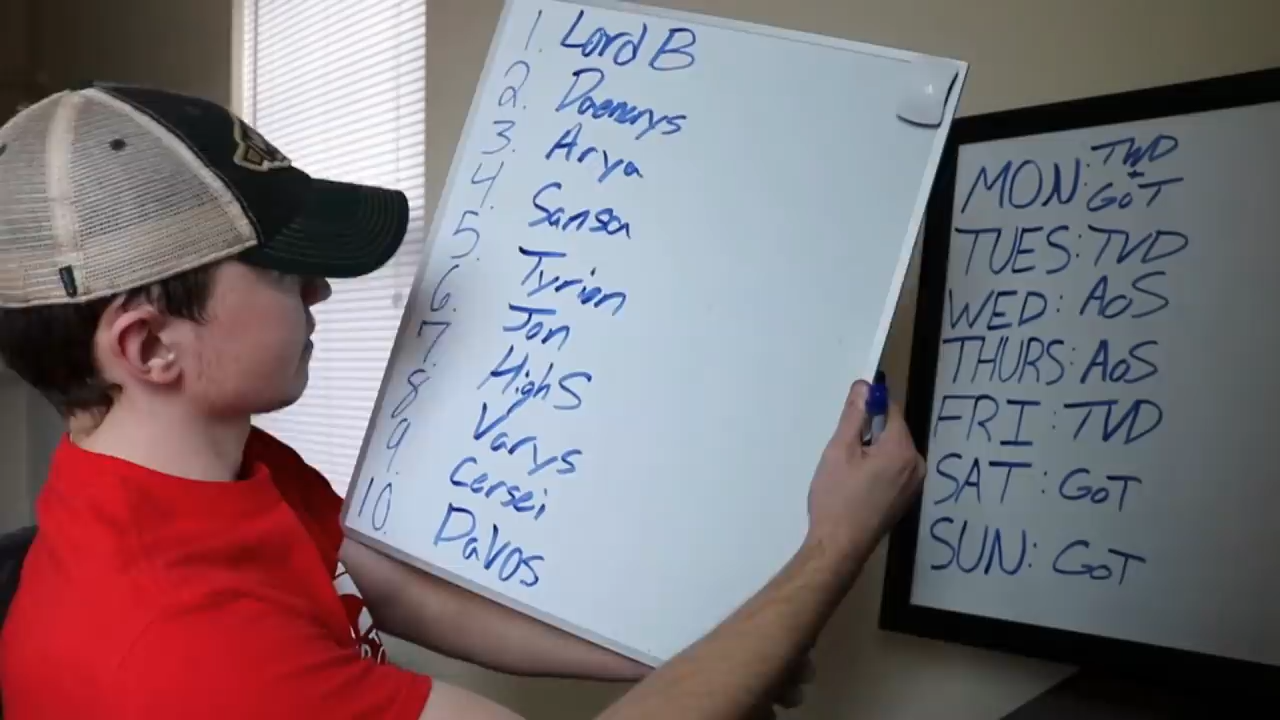 1. Lord B
2. Daenerys
3. Arya
4. Sansa
5. Tyrion
6. Jon
7. High S
8 Varys
9. Cersei
10. Davos
MON: TWD + GoT
TUES: TVD
WED: AoS
THURS: AoS
FRI: TVD
SAT: GoT
SUN: GoT